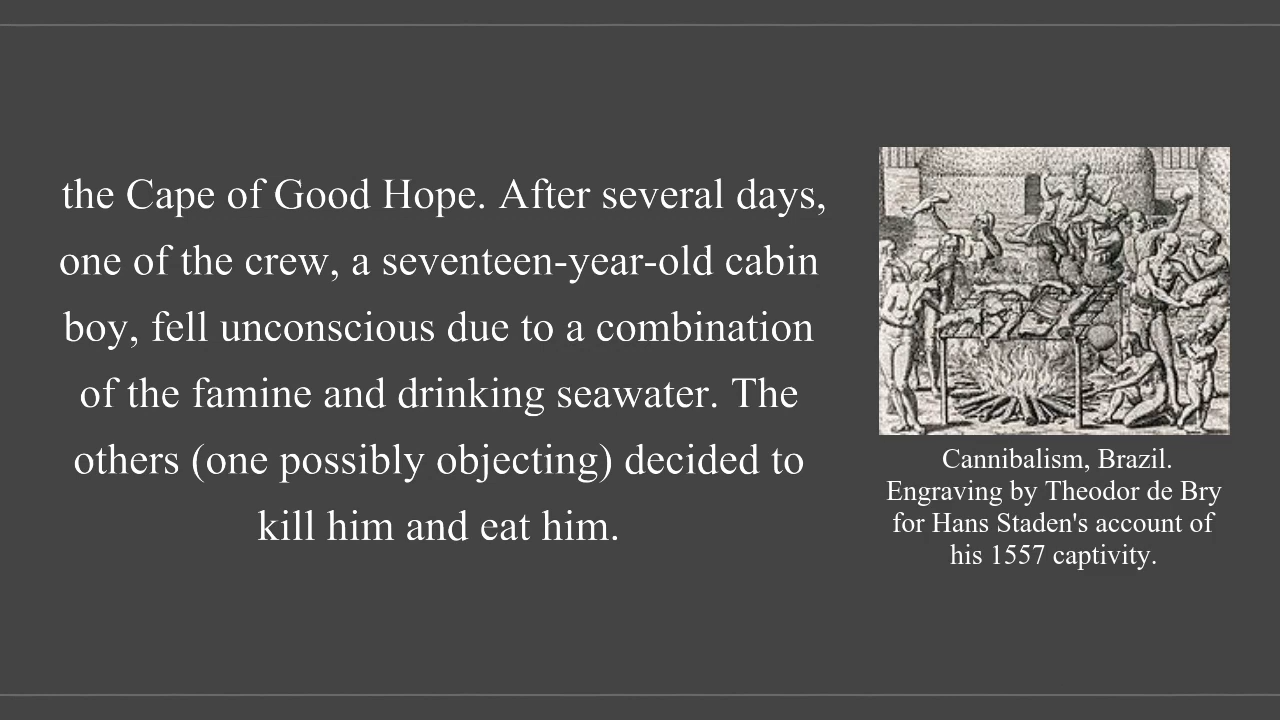 the Cape of Good Hope. After several days,
one of the crew, a seventeen-year-old cabin
boy, fell unconscious due to a combination
of the famine and drinking seawater. The
others (one possibly objecting) decided to
kill him and eat him.
Cannibalism, Brazil.
Engraving by Theodor de Bry
for Hans Staden's account of
his 1557 captivity.